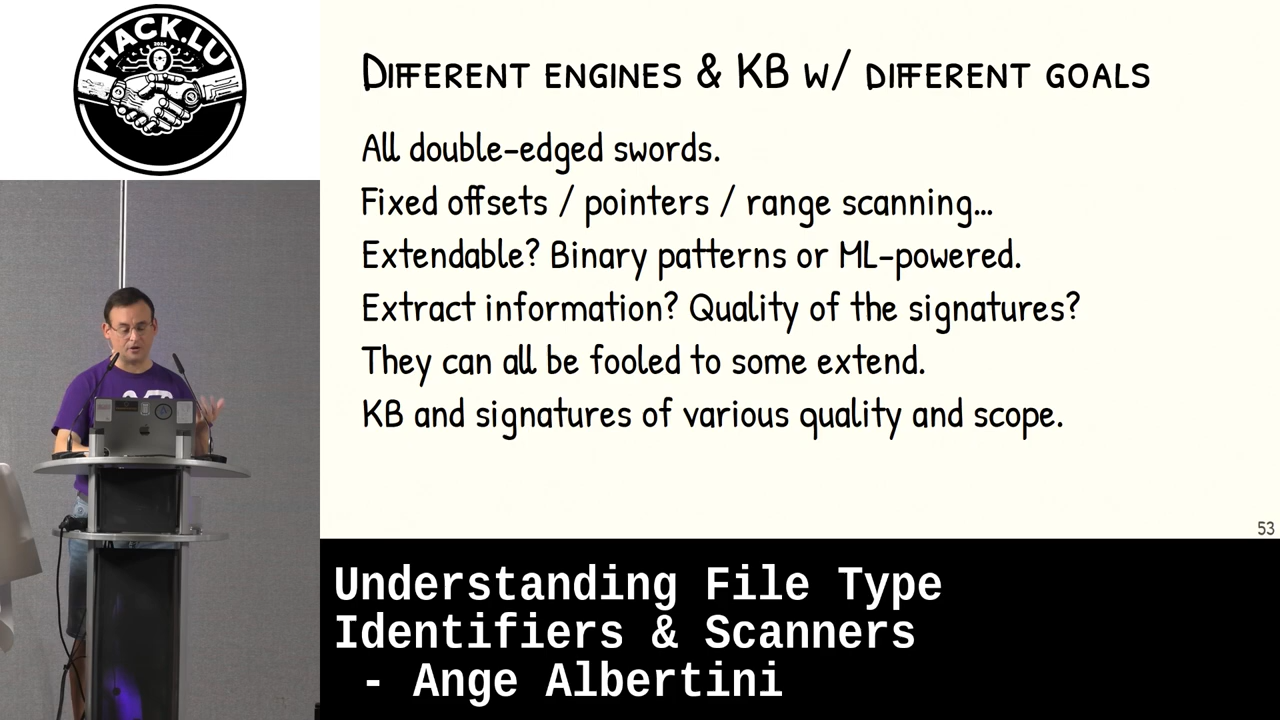 HACK.LU
2024
DIFFERENT ENGINES & KB W/ DIFFERENT GOALS
All double-edged swords.
Fixed offsets / pointers / range scanning...
Extendable? Binary patterns or ML-powered.
Extract information? Quality of the signatures?
They can all be fooled to some extend.
KB and signatures of various quality and scope.
53
Understanding File Type
Identifiers & Scanners
- Ange Albertini